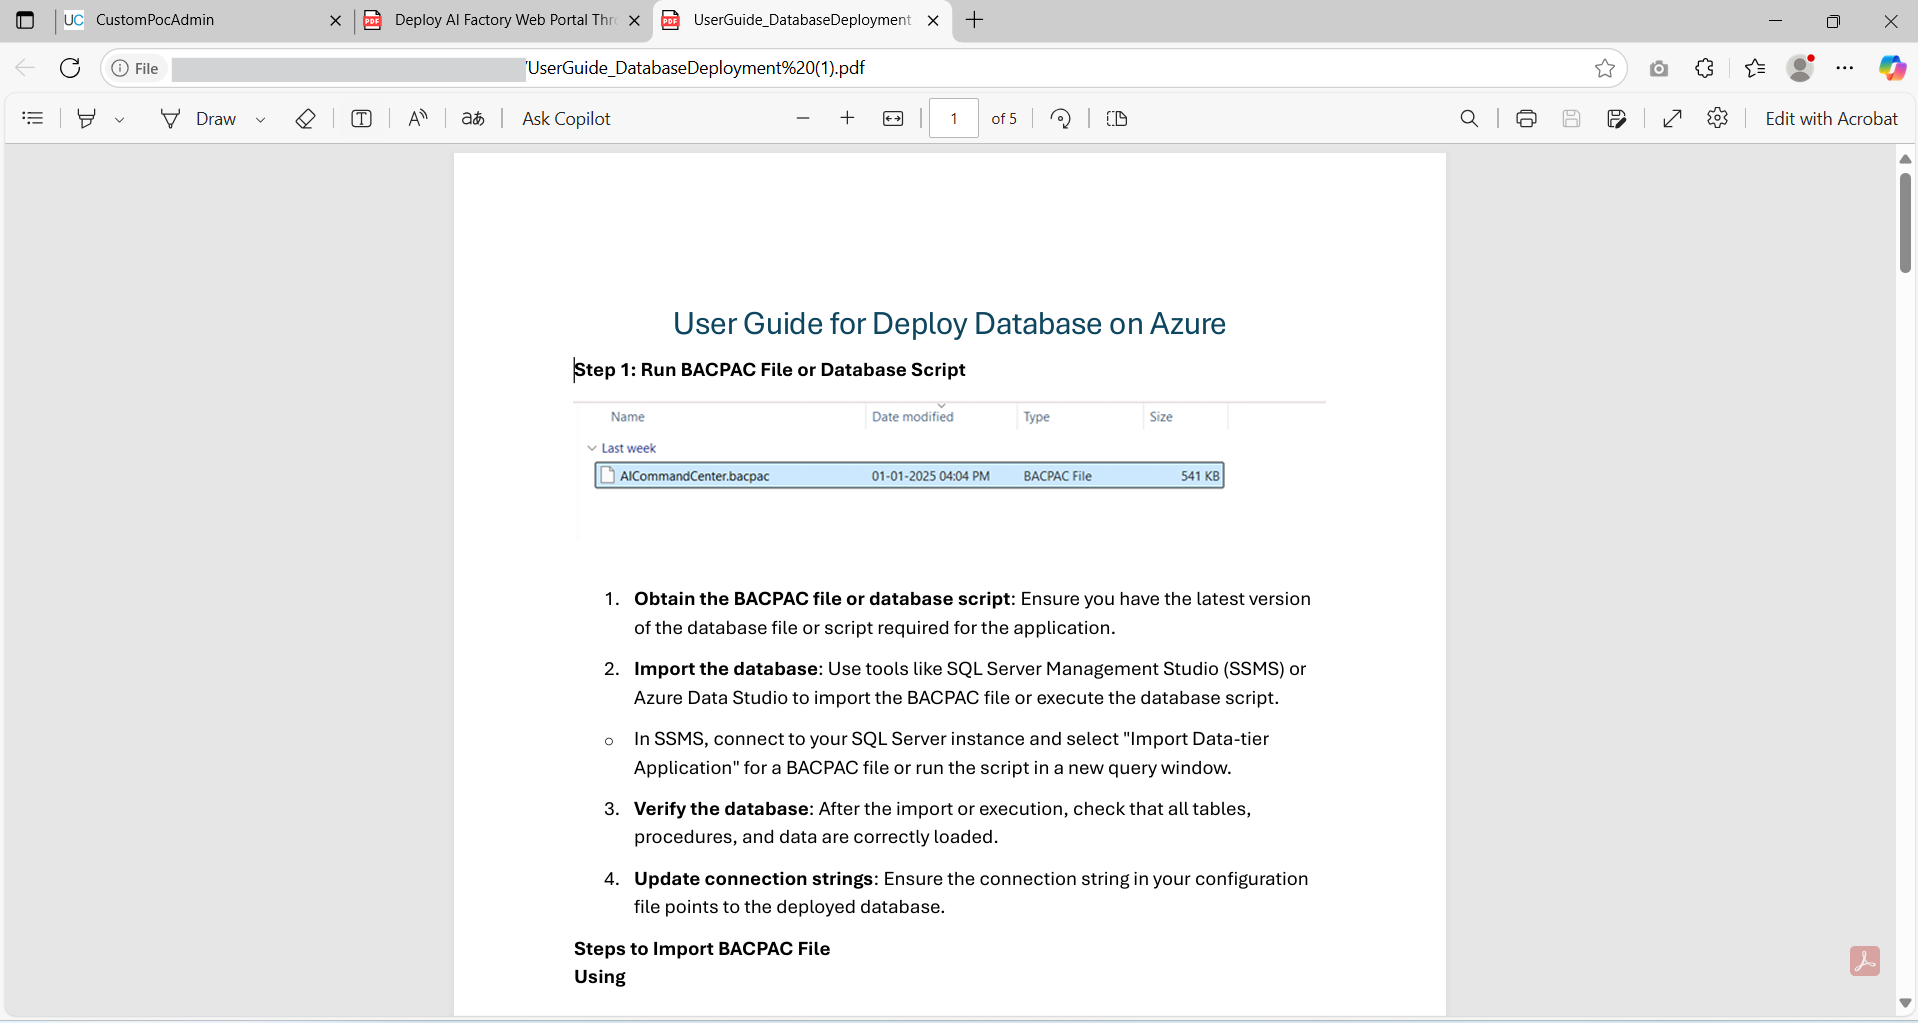 UC CustomPocAdmin
PDF Deploy AI Factory Web Portal Thr
PDF UserGuide_DatabaseDeployment
File
/UserGuide_DatabaseDeployment%20(1).pdf
Draw
Ask Copilot
1 of 5
Edit with Acrobat
User Guide for Deploy Database on Azure
Step 1: Run BACPAC File or Database Script
Name Date modified Type Size
Last week
AICommandCenter.bacpac 01-01-2025 04:04 PM BACPAC File 541 KB
1. Obtain the BACPAC file or database script: Ensure you have the latest version
of the database file or script required for the application.
2. Import the database: Use tools like SQL Server Management Studio (SSMS) or
Azure Data Studio to import the BACPAC file or execute the database script.
o In SSMS, connect to your SQL Server instance and select "Import Data-tier
Application" for a BACPAC file or run the script in a new query window.
3. Verify the database: After the import or execution, check that all tables,
procedures, and data are correctly loaded.
4. Update connection strings: Ensure the connection string in your configuration
file points to the deployed database.
Steps to Import BACPAC File
Using